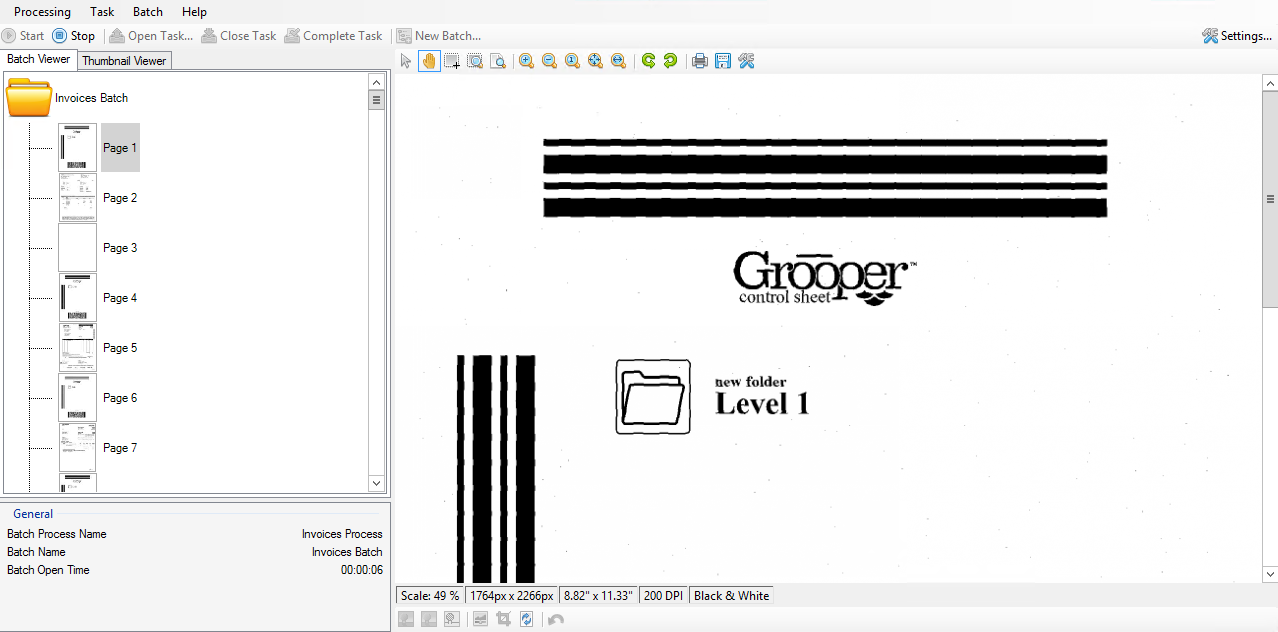 Processing Task Batch Help
Start Stop Open Task... Close Task Complete Task New Batch... Settings...
Batch Viewer Thumbnail Viewer
Invoices Batch
Page 1
Page 2
Page 3
Page 4
Page 5
Page 6
Page 7
General
Batch Process Name Invoices Process
Batch Name Invoices Batch
Batch Open Time 00:00:06
Grooper™
control sheet
new folder
Level 1
Scale: 49 % 1764px x 2266px 8.82" x 11.33" 200 DPI Black & White